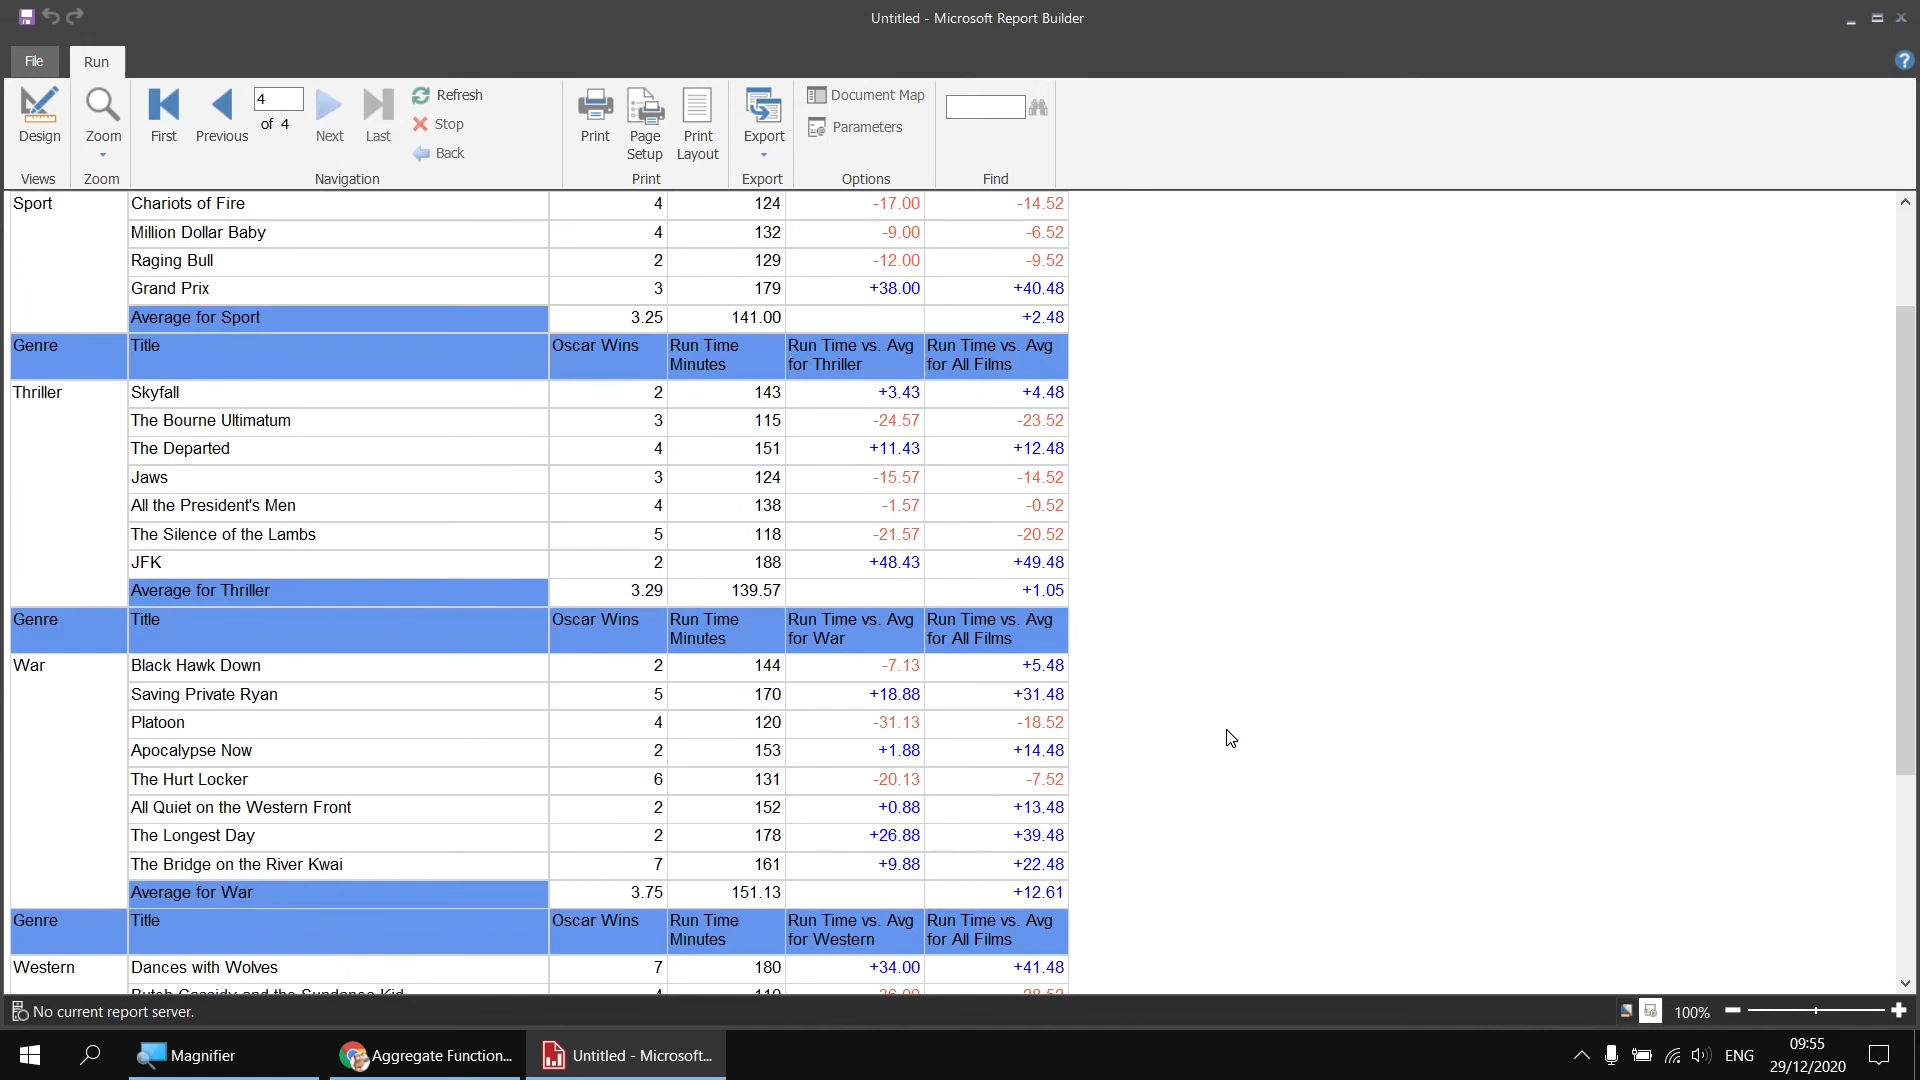 Untitled - Microsoft Report Builder
File
Run
?
Design
Zoom
First
Previous
4
of 4
Next
Last
Refresh
Stop
Back
Print
Page Setup
Print Layout
Export
Document Map
Parameters
Views
Zoom
Navigation
Print
Export
Options
Find
Sport Chariots of Fire 4 124 -17.00 -14.52
Million Dollar Baby 4 132 -9.00 -6.52
Raging Bull 2 129 -12.00 -9.52
Grand Prix 3 179 +38.00 +40.48
Average for Sport 3.25 141.00 +2.48
Genre Title Oscar Wins Run Time Minutes Run Time vs. Avg for Thriller Run Time vs. Avg for All Films
Thriller Skyfall 2 143 +3.43 +4.48
The Bourne Ultimatum 3 115 -24.57 -23.52
The Departed 4 151 +11.43 +12.48
Jaws 3 124 -15.57 -14.52
All the President's Men 4 138 -1.57 -0.52
The Silence of the Lambs 5 118 -21.57 -20.52
JFK 2 188 +48.43 +49.48
Average for Thriller 3.29 139.57 +1.05
Genre Title Oscar Wins Run Time Minutes Run Time vs. Avg for War Run Time vs. Avg for All Films
War Black Hawk Down 2 144 -7.13 +5.48
Saving Private Ryan 5 170 +18.88 +31.48
Platoon 4 120 -31.13 -18.52
Apocalypse Now 2 153 +1.88 +14.48
The Hurt Locker 6 131 -20.13 -7.52
All Quiet on the Western Front 2 152 +0.88 +13.48
The Longest Day 2 178 +26.88 +39.48
The Bridge on the River Kwai 7 161 +9.88 +22.48
Average for War 3.75 151.13 +12.61
Genre Title Oscar Wins Run Time Minutes Run Time vs. Avg for Western Run Time vs. Avg for All Films
Western Dances with Wolves 7 180 +34.00 +41.48
Butch Cassidy and the Sundance Kid 4 110 -36.00 -28.52
No current report server.
100%
Magnifier
Aggregate Function...
Untitled - Microsoft...
ENG
09:55
29/12/2020